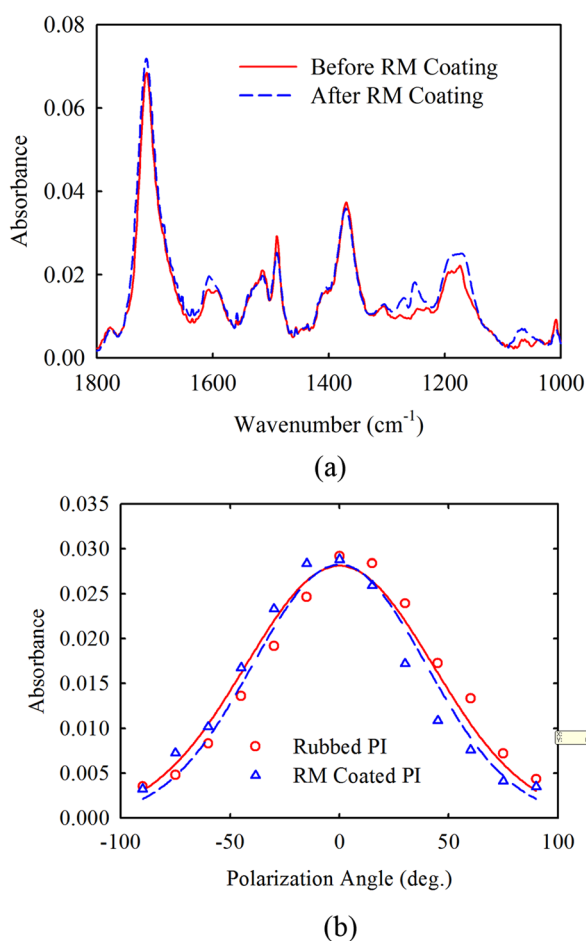 0.08
Before RM Coating
After RM Coating
0.06
Absorbance
0.04
0.02
0.00
1800 1600 1400 1200 1000
Wavenumber (cm⁻¹)
(a)
0.035
0.030
0.025
0.020
Absorbance
0.015
0.010
Rubbed PI
0.005
RM Coated PI
0.000
-100 -50 0 50 100
Polarization Angle (deg.)
(b)